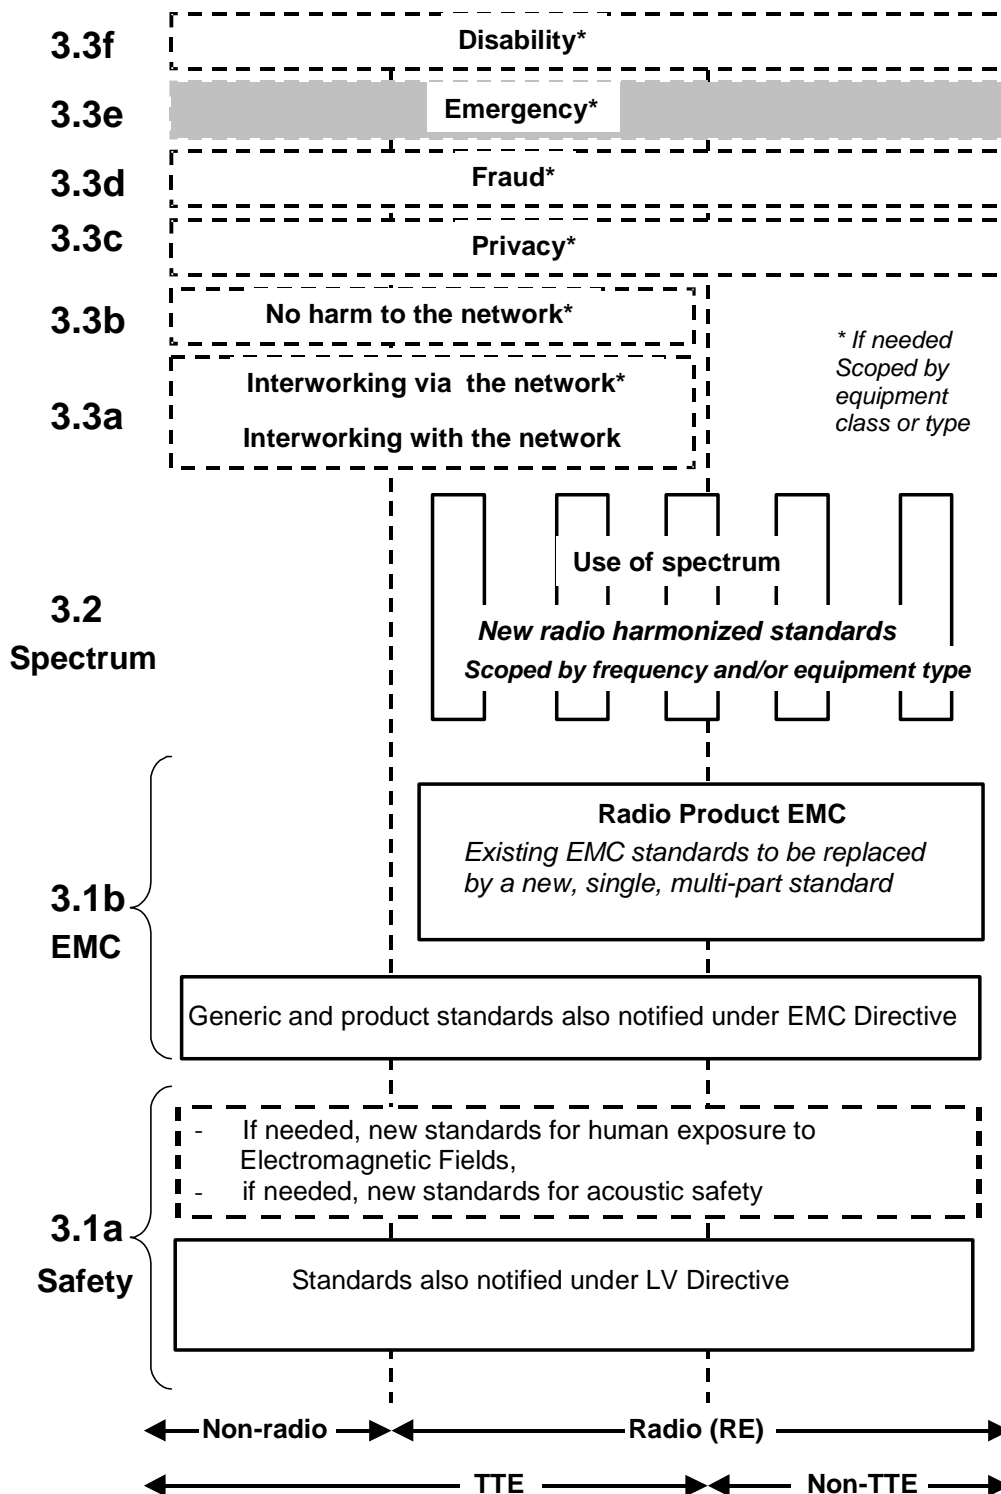 3.3f Disability*
3.3e Emergency*
3.3d Fraud*
3.3c Privacy*
3.3b No harm to the network*
* If needed
Scoped by
equipment
class or type
3.3a Interworking via the network*
Interworking with the network
3.2
Spectrum
Use of spectrum
New radio harmonized standards
Scoped by frequency and/or equipment type
3.1b
EMC
Radio Product EMC
Existing EMC standards to be replaced
by a new, single, multi-part standard
Generic and product standards also notified under EMC Directive
3.1a
Safety
- If needed, new standards for human exposure to
Electromagnetic Fields,
- if needed, new standards for acoustic safety
Standards also notified under LV Directive
Non-radio Radio (RE)
TTE Non-TTE